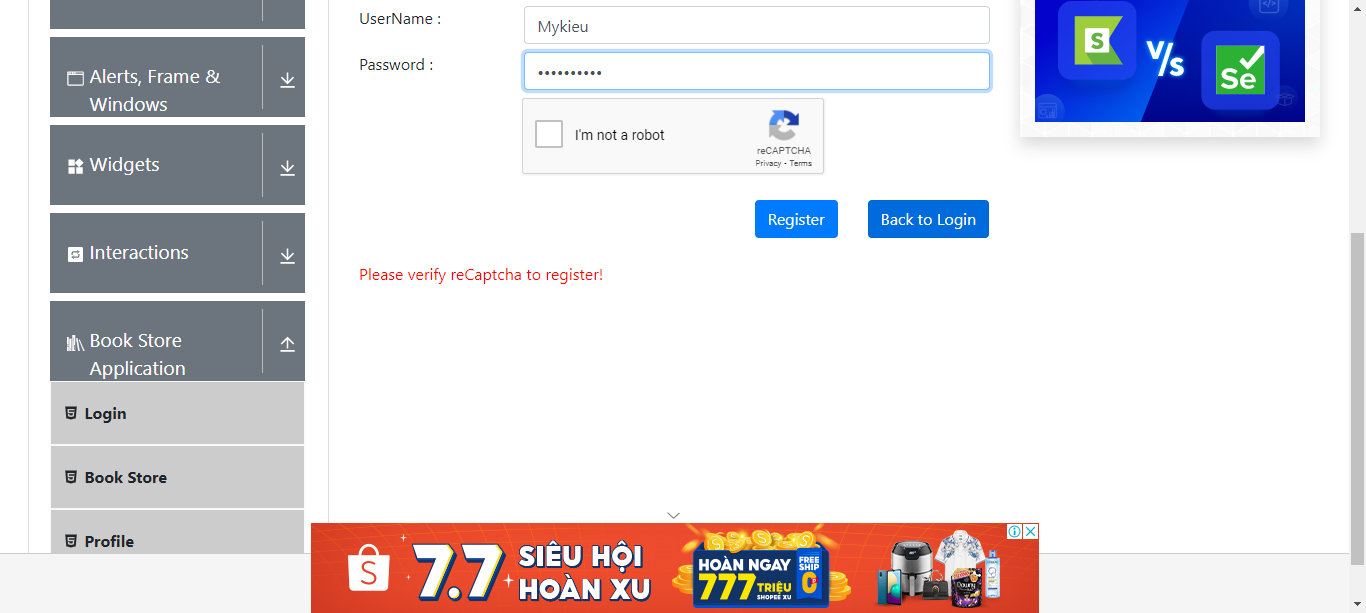 UserName :
Mykieu
Password :
••••••••••
I'm not a robot
reCAPTCHA
Privacy - Terms
Register
Back to Login
Please verify reCaptcha to register!
Alerts, Frame &
Windows
Widgets
Interactions
Book Store
Application
Login
Book Store
Profile
S
V/s
Se
S
7.7
SIÊU HỘI
HOÀN XU
HOÀN NGAY
777 TRIỆU
SHOPEE XU
FREE
SHIP
0Đ
Downy